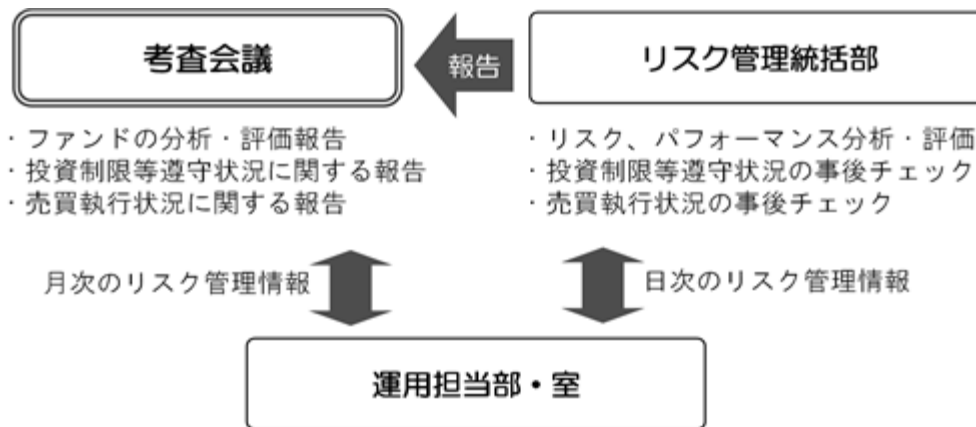 考査会議
報告
リスク管理統括部
・ファンドの分析・評価報告
・投資制限等遵守状況に関する報告
・売買執行状況に関する報告
・リスク、パフォーマンス分析・評価
・投資制限等遵守状況の事後チェック
・売買執行状況の事後チェック
月次のリスク管理情報
日次のリスク管理情報
運用担当部・室